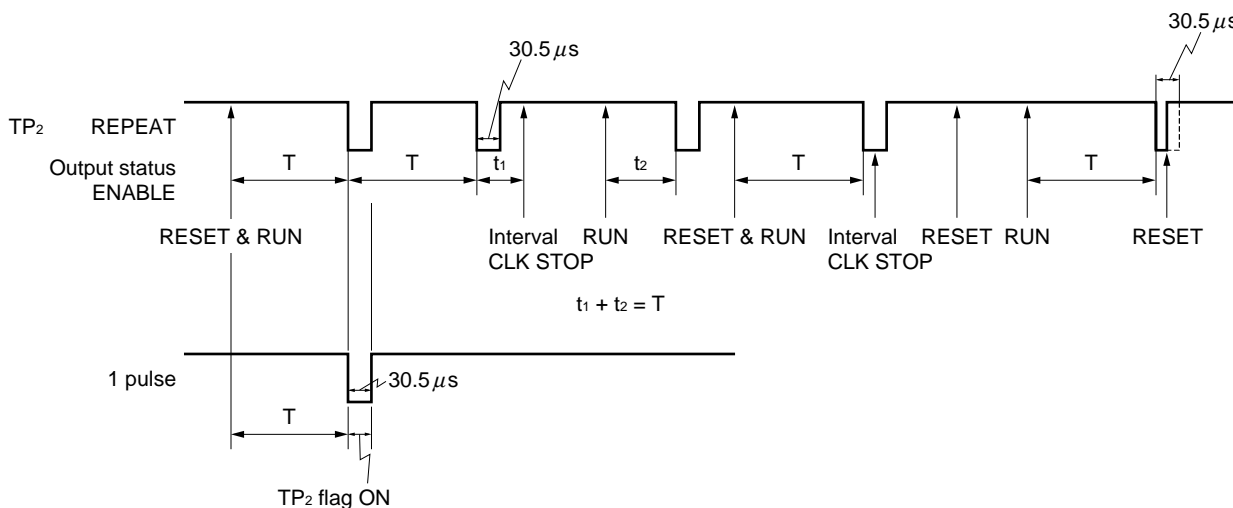 30.5 μs
30.5 μs
TP2 REPEAT
Output status
ENABLE
T T t1 t2 T T
RESET & RUN
Interval
CLK STOP
RUN
RESET & RUN
Interval
CLK STOP
RESET
RUN
RESET
t1 + t2 = T
1 pulse
30.5 μs
T
TP2 flag ON